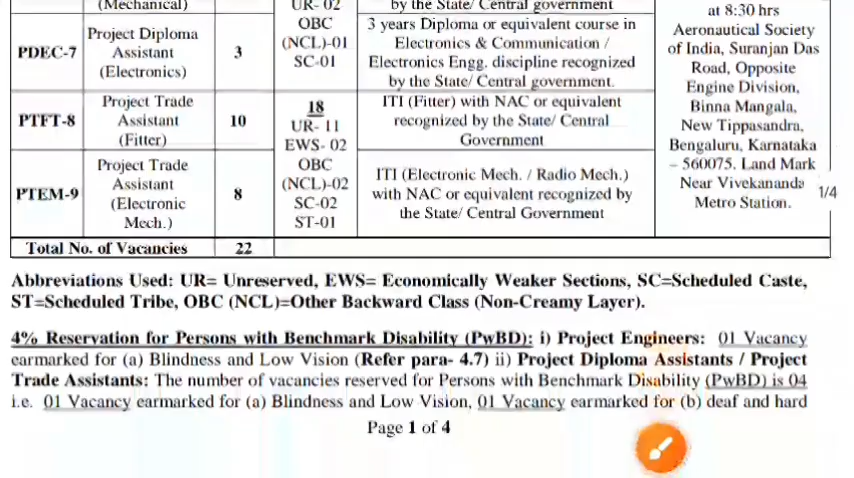 (Mechanical)
UR- 02
by the State/ Central government
at 8:30 hrs
Aeronautical Society
of India, Suranjan Das
Road, Opposite
Engine Division,
Binna Mangala,
New Tippasandra,
Bengaluru, Karnataka
– 560075. Land Mark
Near Vivekananda
Metro Station.
PDEC-7
Project Diploma
Assistant
(Electronics)
3
OBC
(NCL)-01
SC-01
3 years Diploma or equivalent course in
Electronics & Communication /
Electronics Engg. discipline recognized
by the State/ Central government.
PTFT-8
Project Trade
Assistant
(Fitter)
10
18
UR- 11
EWS- 02
OBC
(NCL)-02
SC-02
ST-01
ITI (Fitter) with NAC or equivalent
recognized by the State/ Central
Government
PTEM-9
Project Trade
Assistant
(Electronic
Mech.)
8
ITI (Electronic Mech. / Radio Mech.)
with NAC or equivalent recognized by
the State/ Central Government
1/4
Total No. of Vacancies 22
Abbreviations Used: UR= Unreserved, EWS= Economically Weaker Sections, SC=Scheduled Caste,
ST=Scheduled Tribe, OBC (NCL)=Other Backward Class (Non-Creamy Layer).
4% Reservation for Persons with Benchmark Disability (PwBD): i) Project Engineers: 01 Vacancy
earmarked for (a) Blindness and Low Vision (Refer para- 4.7) ii) Project Diploma Assistants / Project
Trade Assistants: The number of vacancies reserved for Persons with Benchmark Disability (PwBD) is 04
i.e. 01 Vacancy earmarked for (a) Blindness and Low Vision, 01 Vacancy earmarked for (b) deaf and hard
Page 1 of 4